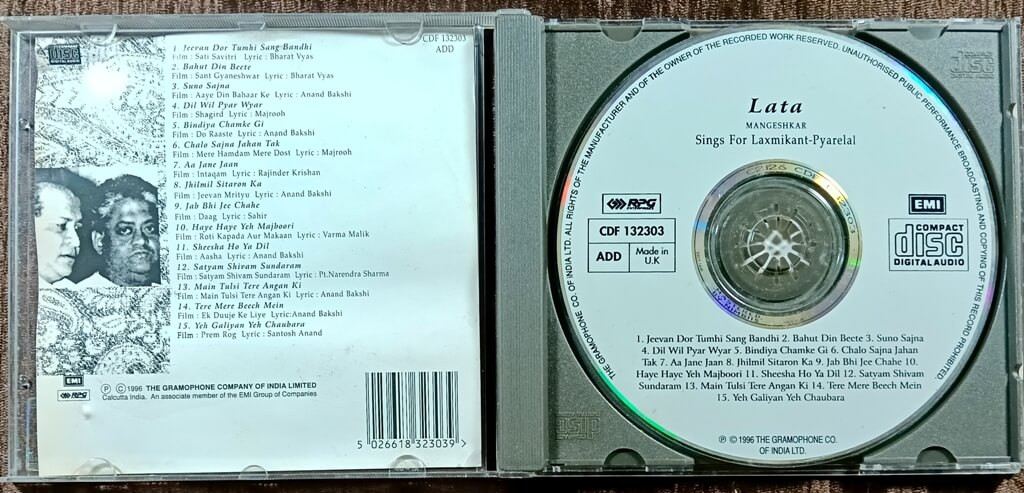 COMPACT
disc
DIGITAL AUDIO
CDF 132303
ADD
1. Jeevan Dor Tumhi Sang Bandhi
Film : Sati Savitri Lyric : Bharat Vyas
2. Bahut Din Beete
Film : Sant Gyaneshwar Lyric : Bharat Vyas
3. Suno Sajna
Film : Aaye Din Bahaar Ke Lyric : Anand Bakshi
4. Dil Wil Pyar Wyar
Film : Shagird Lyric : Majrooh
5. Bindiya Chamke Gi
Film : Do Raaste Lyric : Anand Bakshi
6. Chalo Sajna Jahan Tak
Film : Mere Hamdam Mere Dost Lyric : Majrooh
7. Aa Jane Jaan
Film : Intaqam Lyric : Rajinder Krishan
8. Jhilmil Sitaron Ka
Film : Jeevan Mrityu Lyric : Anand Bakshi
9. Jab Bhi Jee Chahe
Film : Daag Lyric : Sahir
10. Haye Haye Yeh Majboori
Film : Roti Kapada Aur Makaan Lyric : Varma Malik
11. Sheesha Ho Ya Dil
Film : Aasha Lyric : Anand Bakshi
12. Satyam Shivam Sundaram
Film : Satyam Shivam Sundaram Lyric : Pt.Narendra Sharma
13. Main Tulsi Tere Angan Ki
Film : Main Tulsi Tere Angan Ki Lyric : Anand Bakshi
14. Tere Mere Beech Mein
Film : Ek Duuje Ke Liye Lyric:Anand Bakshi
15. Yeh Galiyan Yeh Chaubara
Film : Prem Rog Lyric : Santosh Anand
EMI
RPG
Ⓟ Ⓒ 1996 THE GRAMOPHONE COMPANY OF INDIA LIMITED
Calcutta India. An associate member of the EMI Group of Companies
5 026618 323039 >
THE GRAMOPHONE CO. OF INDIA LTD. ALL RIGHTS OF THE MANUFACTURER AND OF THE OWNER OF THE RECORDED WORK RESERVED. UNAUTHORISED PUBLIC PERFORMANCE BROADCASTING AND COPYING OF THIS RECORD PROHIBITED.
Lata
MANGESHKAR
Sings For Laxmikant-Pyarelal
RPG
CDF 132303
ADD
Made in
U.K
EMI
COMPACT
disc
DIGITAL AUDIO
1. Jeevan Dor Tumhi Sang Bandhi 2. Bahut Din Beete 3. Suno Sajna
4. Dil Wil Pyar Wyar 5. Bindiya Chamke Gi 6. Chalo Sajna Jahan
Tak 7. Aa Jane Jaan 8. Jhilmil Sitaron Ka 9. Jab Bhi Jee Chahe 10.
Haye Haye Yeh Majboori 11. Sheesha Ho Ya Dil 12. Satyam Shivam
Sundaram 13. Main Tulsi Tere Angan Ki 14. Tere Mere Beech Mein
15. Yeh Galiyan Yeh Chaubara
Ⓟ © 1996 THE GRAMOPHONE CO.
OF INDIA LTD.